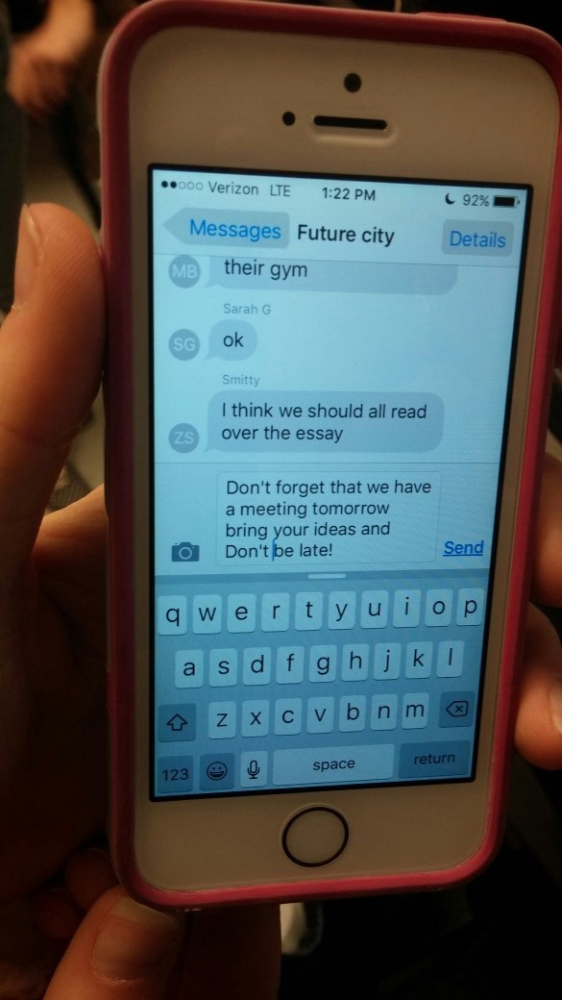 Verizon LTE 1:22 PM 92%
Messages Future city Details
MB their gym
Sarah G
SG ok
Smitty
I think we should all read
ZS over the essay
Don't forget that we have
a meeting tomorrow
bring your ideas and
Don't be late! Send
q w e r t y u i o p
a s d f g h j k l
z x c v b n m
123 space return